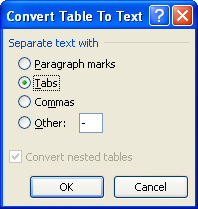 Convert Table To Text
Separate text with
Paragraph marks
Tabs
Commas
Other: -
Convert nested tables
OK Cancel